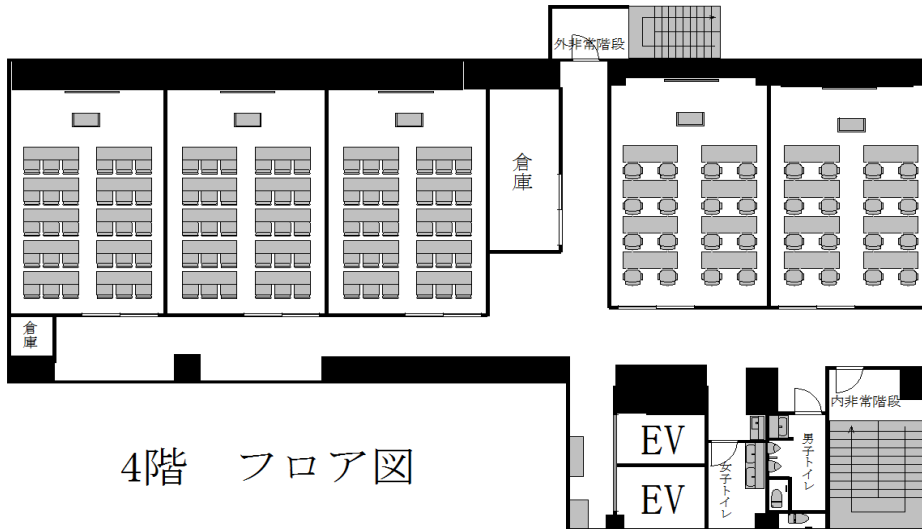 外非常階段
倉庫
倉庫
内非常階段
EV
男子トイレ
女子トイレ
EV
4階　フロア図